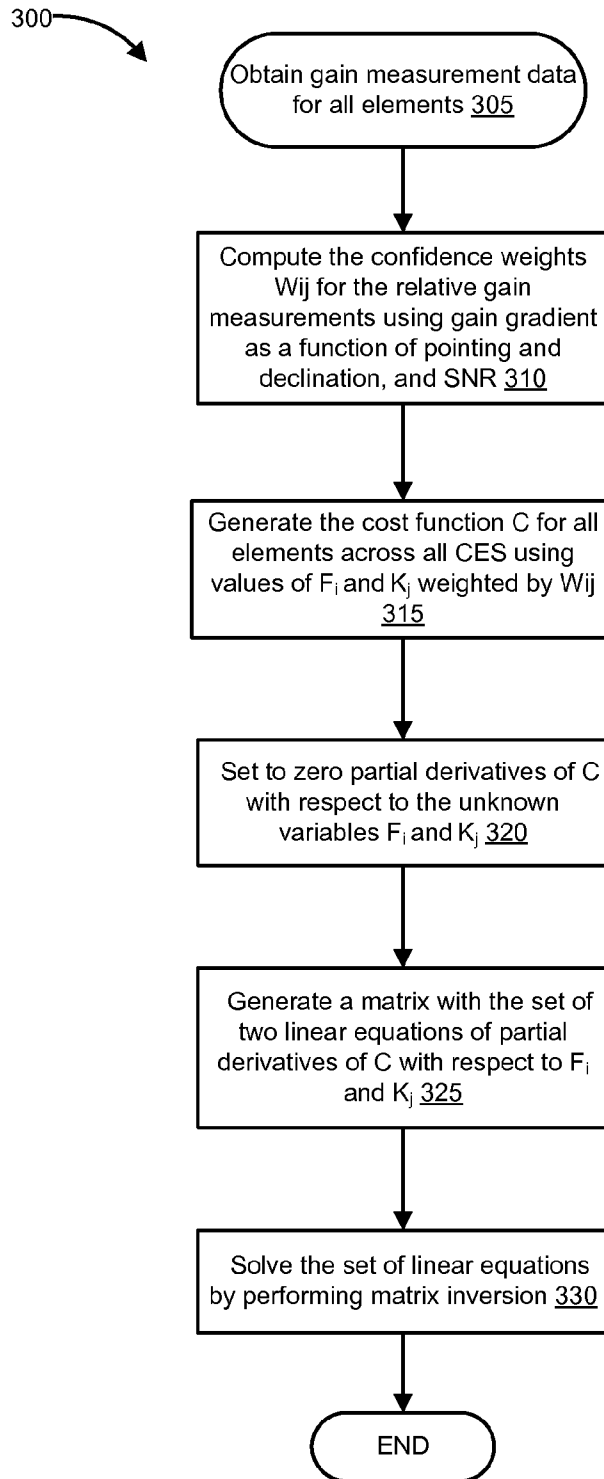 300
Obtain gain measurement data
for all elements 305
Compute the confidence weights
Wij for the relative gain
measurements using gain gradient
as a function of pointing and
declination, and SNR 310
Generate the cost function C for all
elements across all CES using
values of Fi and Kj weighted by Wij
315
Set to zero partial derivatives of C
with respect to the unknown
variables Fi and Kj 320
Generate a matrix with the set of
two linear equations of partial
derivatives of C with respect to Fi
and Kj 325
Solve the set of linear equations
by performing matrix inversion 330
END